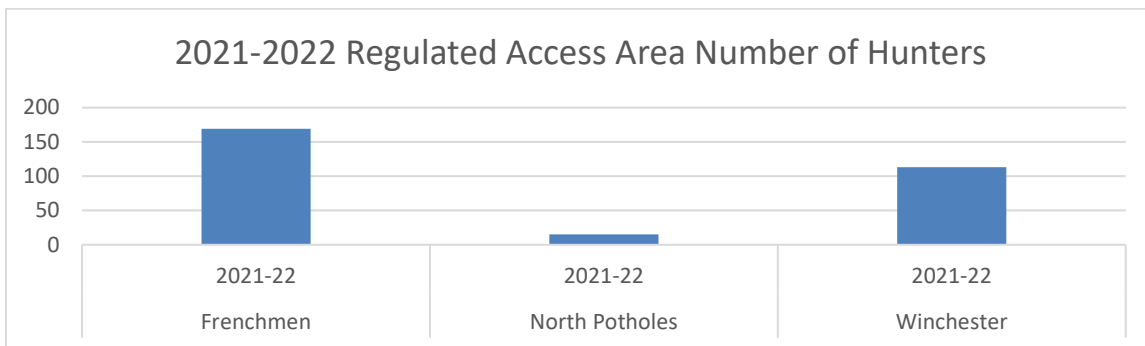 2021-2022 Regulated Access Area Number of Hunters
200
150
100
50
0
2021-22 2021-22 2021-22
Frenchmen North Potholes Winchester